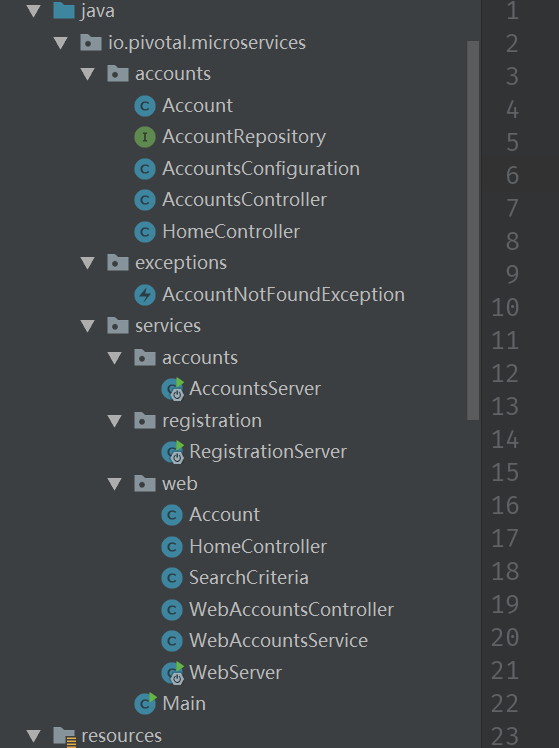 java
io.pivotal.microservices
accounts
Account
AccountRepository
AccountsConfiguration
AccountsController
HomeController
exceptions
AccountNotFoundException
services
accounts
AccountsServer
registration
RegistrationServer
web
Account
HomeController
SearchCriteria
WebAccountsController
WebAccountsService
WebServer
Main
resources
1
2
3
4
5
6
7
8
9
10
11
12
13
14
15
16
17
18
19
20
21
22
23